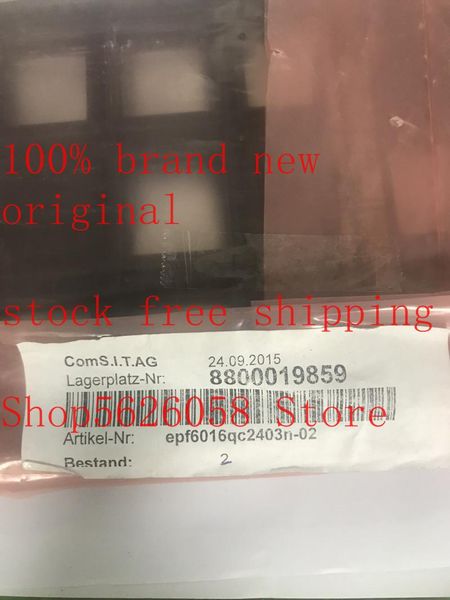 100% brand new
original
stock free shipping
ComS.I.T.AG 24.09.2015
Lagerplatz-Nr: 8800019859
Shop5626058 Store
Artikel-Nr: epf6016qc2403n-02
Bestand: 2